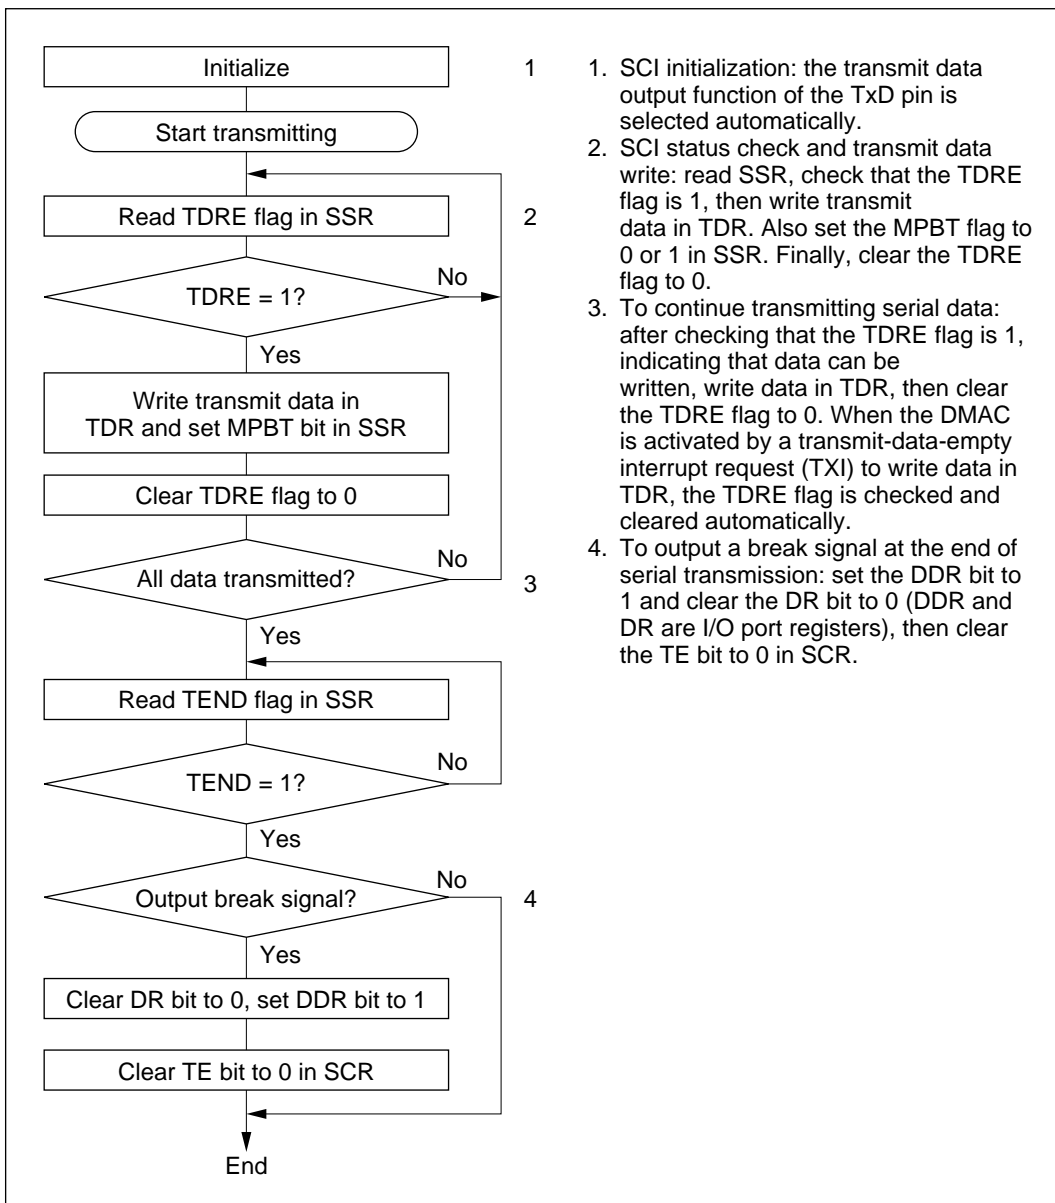 Initialize
1
Start transmitting
Read TDRE flag in SSR
2
TDRE = 1?
No
Yes
Write transmit data in
TDR and set MPBT bit in SSR
Clear TDRE flag to 0
All data transmitted?
No
3
Yes
Read TEND flag in SSR
TEND = 1?
No
Yes
Output break signal?
No
4
Yes
Clear DR bit to 0, set DDR bit to 1
Clear TE bit to 0 in SCR
End
1. SCI initialization: the transmit data
output function of the TxD pin is
selected automatically.
2. SCI status check and transmit data
write: read SSR, check that the TDRE
flag is 1, then write transmit
data in TDR. Also set the MPBT flag to
0 or 1 in SSR. Finally, clear the TDRE
flag to 0.
3. To continue transmitting serial data:
after checking that the TDRE flag is 1,
indicating that data can be
written, write data in TDR, then clear
the TDRE flag to 0. When the DMAC
is activated by a transmit-data-empty
interrupt request (TXI) to write data in
TDR, the TDRE flag is checked and
cleared automatically.
4. To output a break signal at the end of
serial transmission: set the DDR bit to
1 and clear the DR bit to 0 (DDR and
DR are I/O port registers), then clear
the TE bit to 0 in SCR.